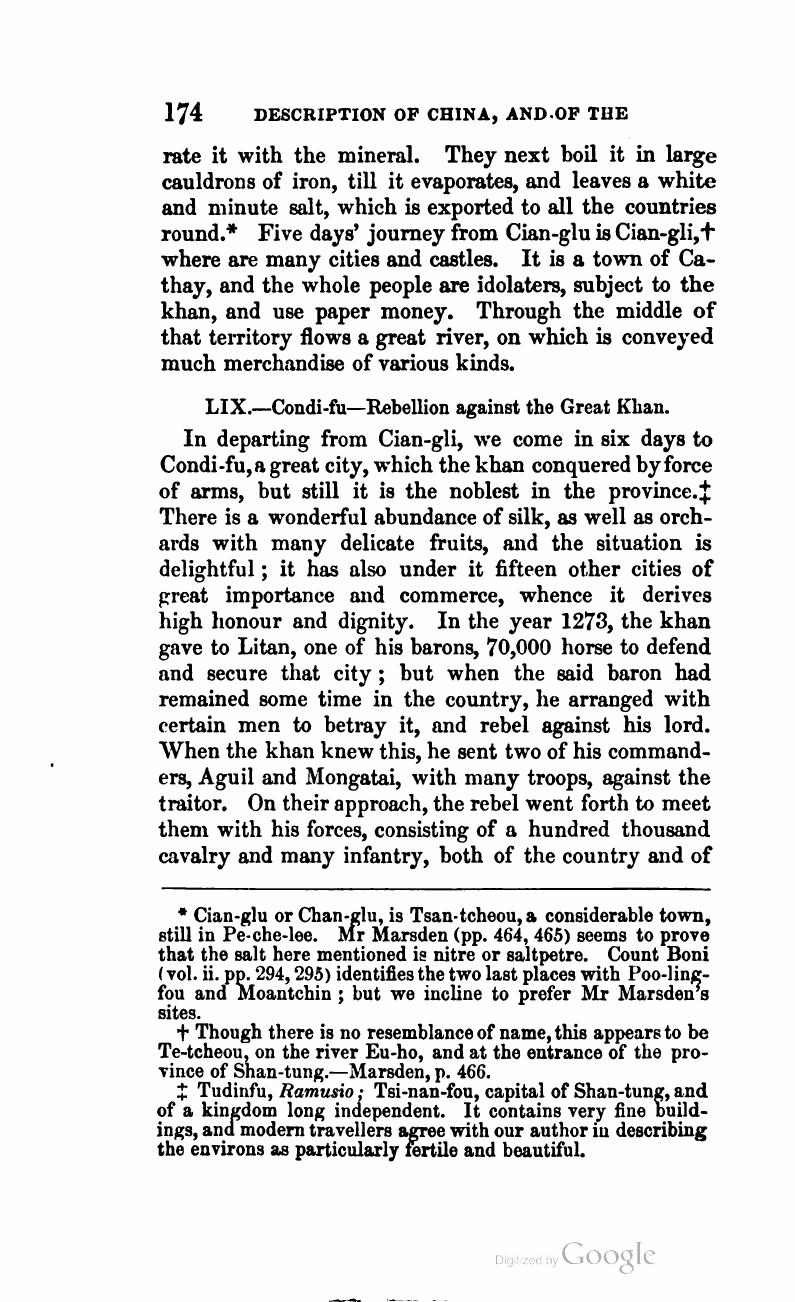 174 DESCRIPTION OF CHINA, AND.OF THE
rate it with the mineral. They next boil it in large
cauldrons of iron, till it evaporates, and leaves a white
and minute salt, which is exported to all the countries
round.* Five days' journey from Cian-glu is Cian-gli,†
where are many cities and castles. It is a town of Ca-
thay, and the whole people are idolaters, subject to the
khan, and use paper money. Through the middle of
that territory flows a great river, on which is conveyed
much merchandise of various kinds.
LIX.—Condi-fu—Rebellion against the Great Khan.
In departing from Cian-gli, we come in six days to
Condi-fu, a great city, which the khan conquered by force
of arms, but still it is the noblest in the province.‡
There is a wonderful abundance of silk, as well as orch-
ards with many delicate fruits, and the situation is
delightful; it has also under it fifteen other cities of
great importance and commerce, whence it derives
high honour and dignity. In the year 1273, the khan
gave to Litan, one of his barons, 70,000 horse to defend
and secure that city; but when the said baron had
remained some time in the country, he arranged with
certain men to betray it, and rebel against his lord.
When the khan knew this, he sent two of his command-
ers, Aguil and Mongatai, with many troops, against the
traitor. On their approach, the rebel went forth to meet
them with his forces, consisting of a hundred thousand
cavalry and many infantry, both of the country and of
* Cian-glu or Chan-glu, is Tsan-tcheou, a considerable town,
still in Pe-che-lee. Mr Marsden (pp. 464, 465) seems to prove
that the salt here mentioned is nitre or saltpetre. Count Boni
(vol. ii. pp. 294, 295) identifies the two last places with Poo-ling-
fou and Moantchin; but we incline to prefer Mr Marsden's
sites.
† Though there is no resemblance of name, this appears to be
Te-tcheou, on the river Eu-ho, and at the entrance of the pro-
vince of Shan-tung.—Marsden, p. 466.
‡ Tudinfu, Ramusio; Tsi-nan-fou, capital of Shan-tung, and
of a kingdom long independent. It contains very fine build-
ings, and modern travellers agree with our author in describing
the environs as particularly fertile and beautiful.
Digitized by Google